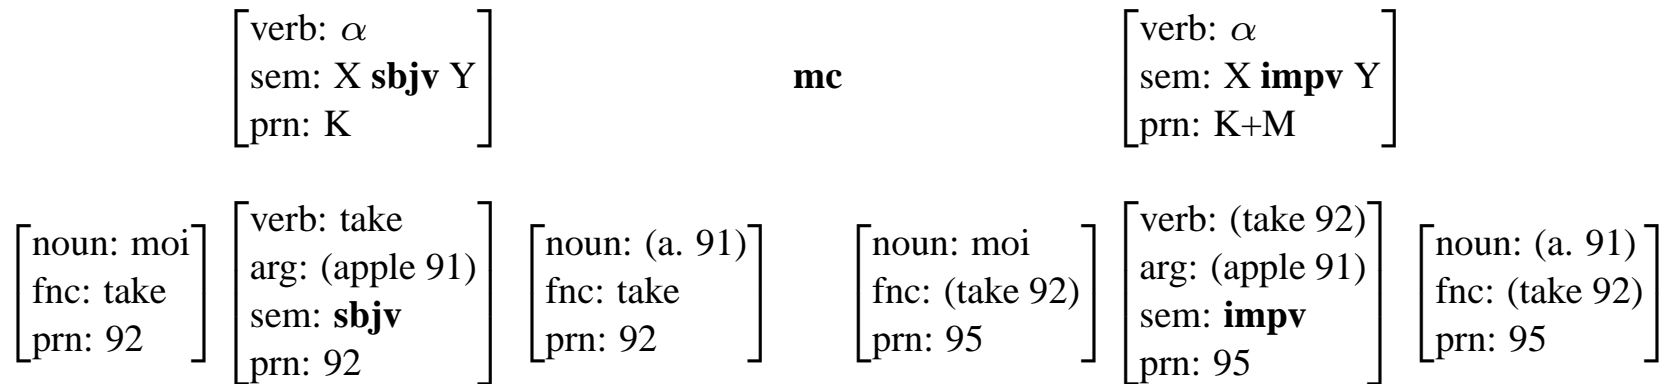 verb: α
sem: X sbjv Y
prn: K
mc
verb: α
sem: X impv Y
prn: K+M
noun: moi
fnc: take
prn: 92
verb: take
arg: (apple 91)
sem: sbjv
prn: 92
noun: (a. 91)
fnc: take
prn: 92
noun: moi
fnc: (take 92)
prn: 95
verb: (take 92)
arg: (apple 91)
sem: impv
prn: 95
noun: (a. 91)
fnc: (take 92)
prn: 95